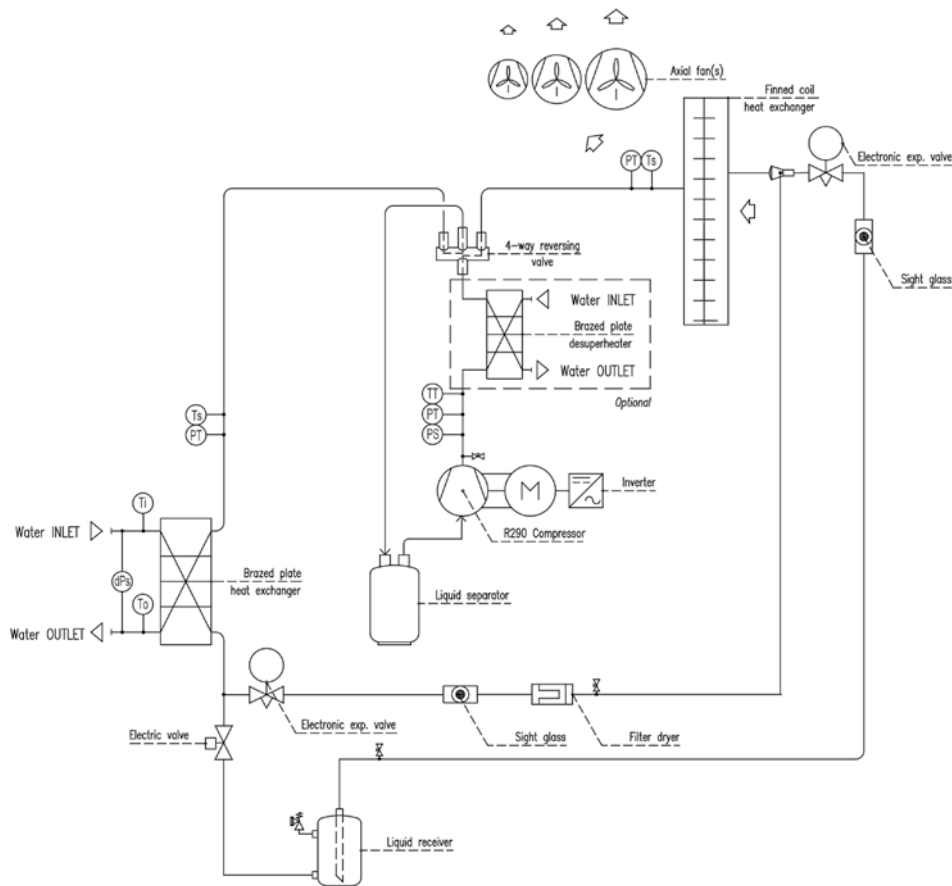 Axial fan(s)
Finned coil
heat exchanger
Electronic exp. valve
PT
Ts
4-way reversing
valve
Sight glass
Water INLET
Brazed plate
desuperheater
Water OUTLET
Optional
TT
PT
PS
Ts
PT
M
Inverter
R290 Compressor
Ti
Water INLET
dPs
Brazed plate
heat exchanger
To
Water OUTLET
Liquid separator
Electronic exp. valve
Sight glass
Filter dryer
Electric valve
Liquid receiver